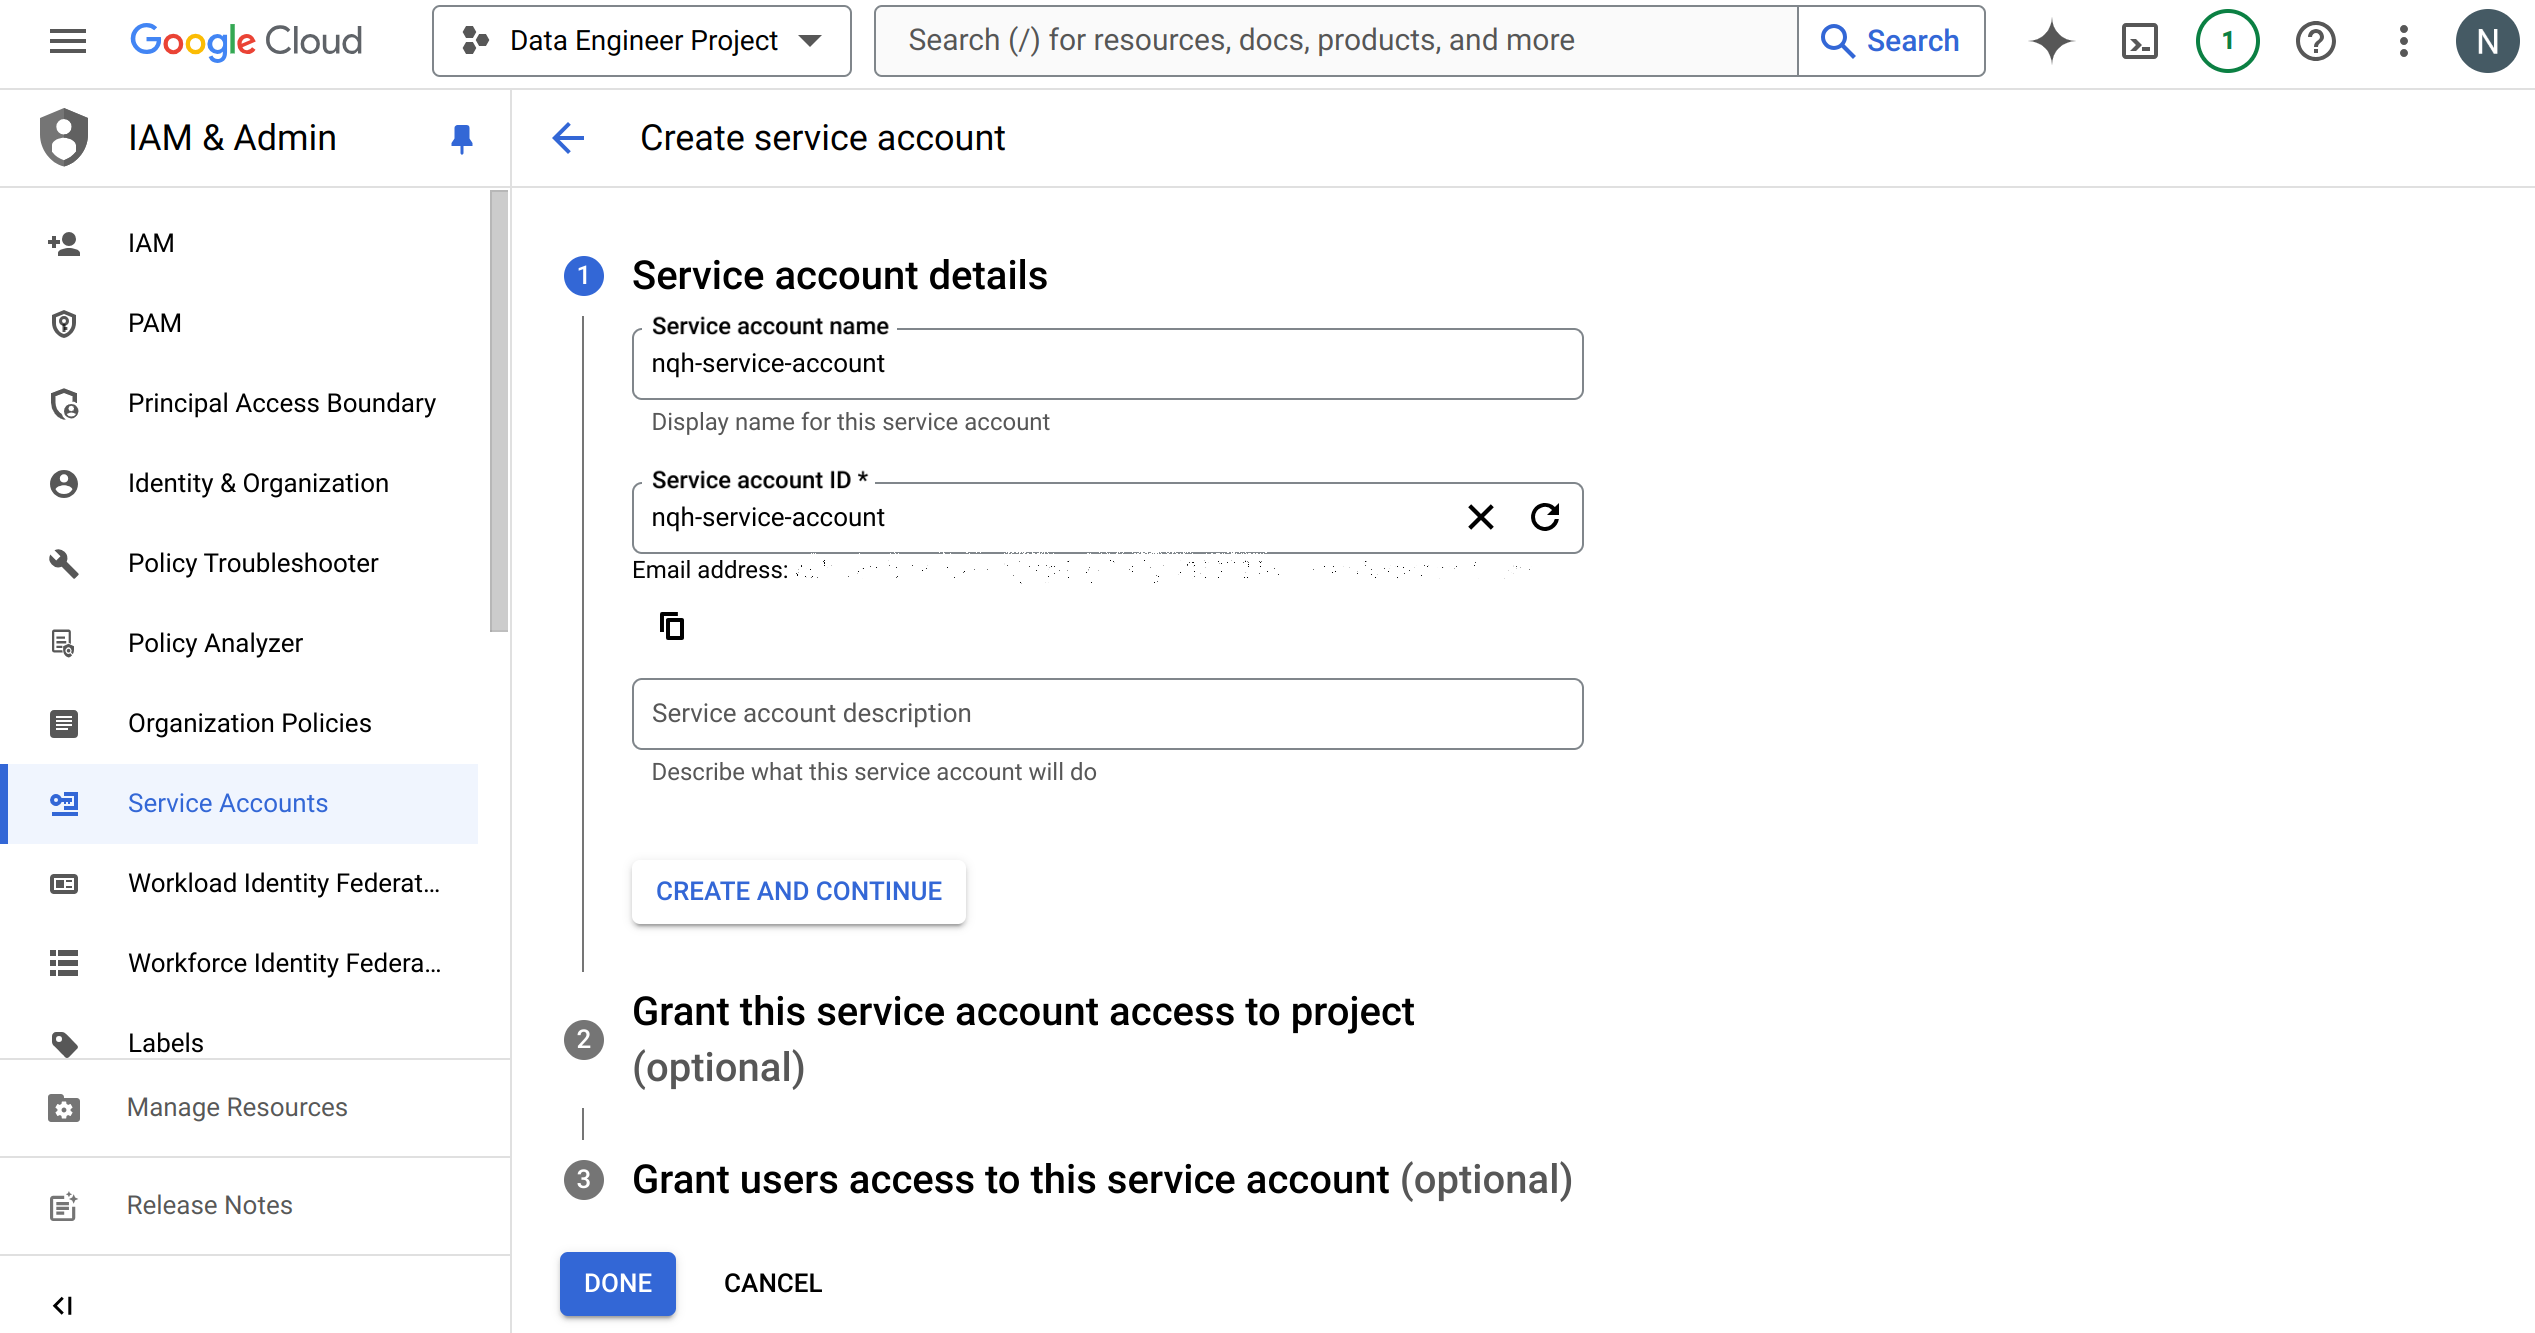 Google Cloud
Data Engineer Project
Search (/) for resources, docs, products, and more
Search
1
N
IAM & Admin
Create service account
IAM
PAM
Principal Access Boundary
Identity & Organization
Policy Troubleshooter
Policy Analyzer
Organization Policies
Service Accounts
Workload Identity Federat...
Workforce Identity Federa...
Labels
Manage Resources
Release Notes
1 Service account details
Service account name
nqh-service-account
Display name for this service account
Service account ID *
nqh-service-account
Email address:
Service account description
Describe what this service account will do
CREATE AND CONTINUE
2 Grant this service account access to project
(optional)
3 Grant users access to this service account (optional)
DONE
CANCEL